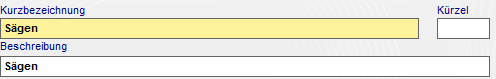 Kurzbezeichnung Kürzel
Sägen
Beschreibung
Sägen